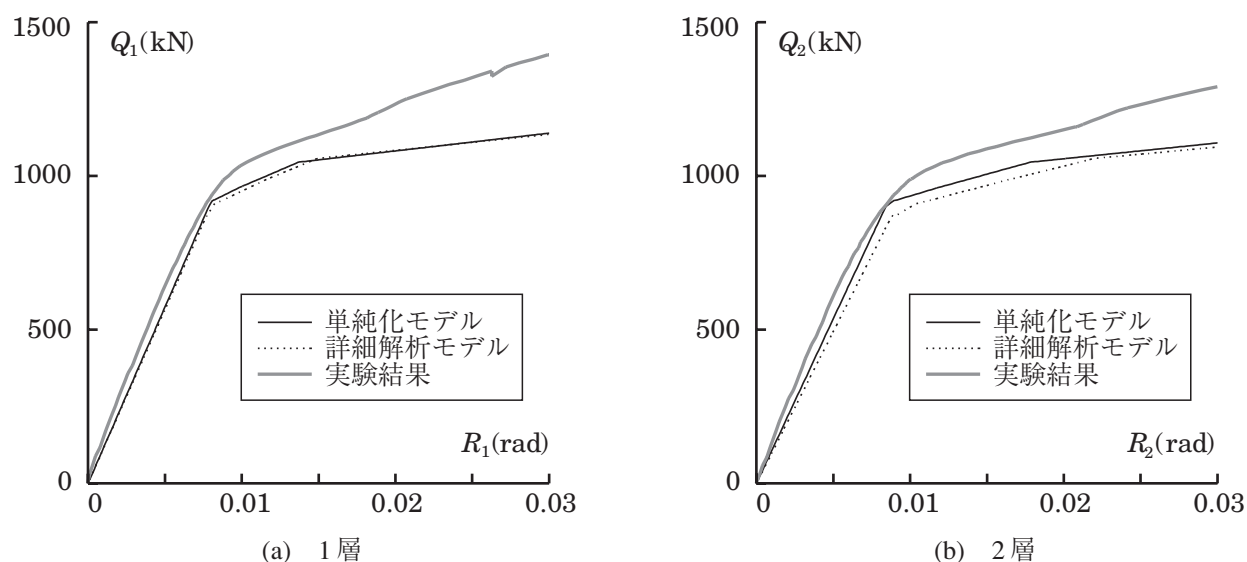 1500
Q₁(kN)
1000
500
0
単純化モデル
詳細解析モデル
実験結果
R₁(rad)
0 0.01 0.02 0.03
(a) 1層
1500
Q₂(kN)
1000
500
0
単純化モデル
詳細解析モデル
実験結果
R₂(rad)
0 0.01 0.02 0.03
(b) 2層